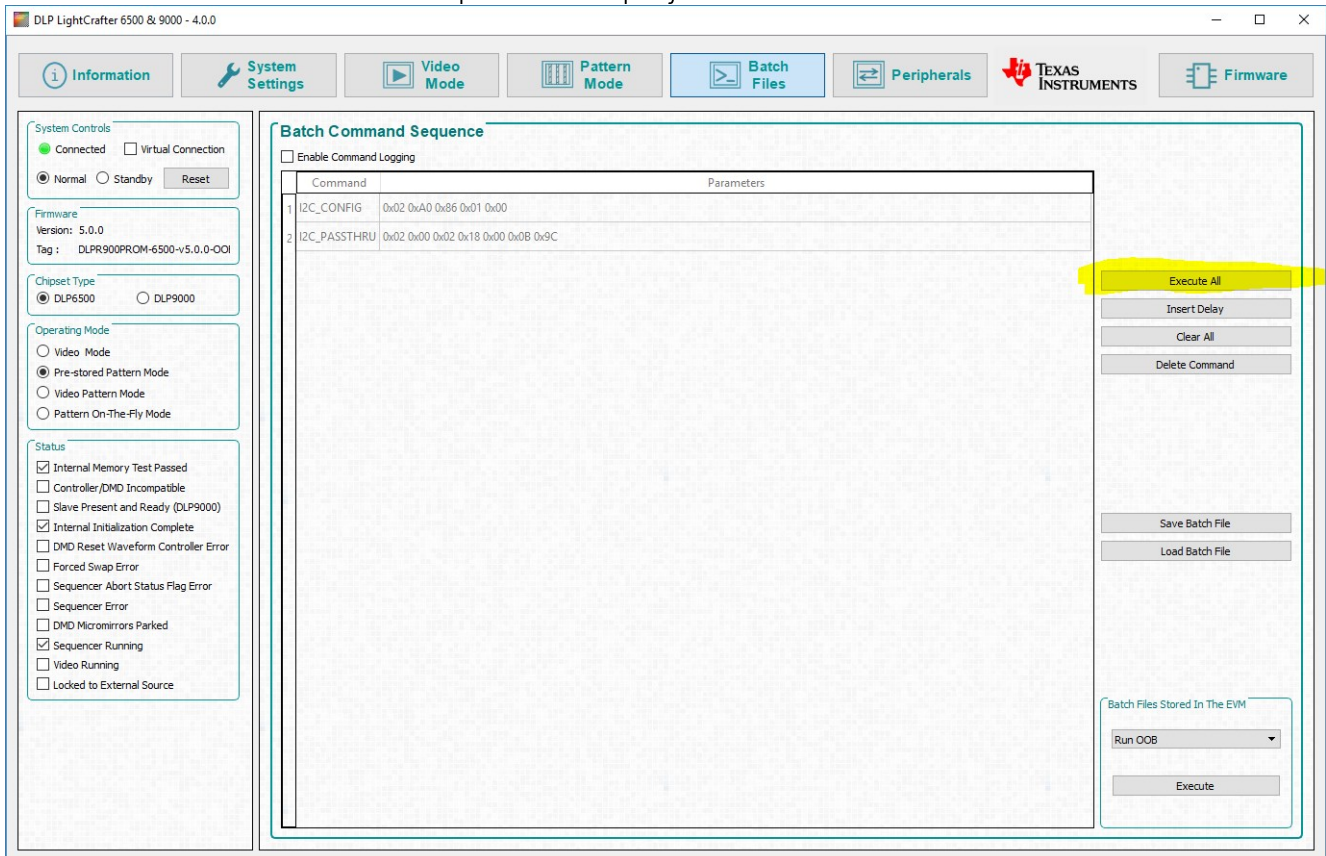 DLP LightCrafter 6500 & 9000 - 4.0.0
Information
System Settings
Video Mode
Pattern Mode
Batch Files
Peripherals
TEXAS INSTRUMENTS
Firmware
System Controls
Connected
Virtual Connection
Normal
Standby
Reset
Firmware
Version: 5.0.0
Tag : DLPR900PROM-6500-v5.0.0-OOI
Chipset Type
DLP6500
DLP9000
Operating Mode
Video Mode
Pre-stored Pattern Mode
Video Pattern Mode
Pattern On-The-Fly Mode
Status
Internal Memory Test Passed
Controller/DMD Incompatible
Slave Present and Ready (DLP9000)
Internal Initialization Complete
DMD Reset Waveform Controller Error
Forced Swap Error
Sequencer Abort Status Flag Error
Sequencer Error
DMD Micromirrors Parked
Sequencer Running
Video Running
Locked to External Source
Batch Command Sequence
Enable Command Logging
Command Parameters
1 I2C_CONFIG 0x02 0xA0 0x86 0x01 0x00
2 I2C_PASSTHRU 0x02 0x00 0x02 0x18 0x00 0x0B 0x9C
Execute All
Insert Delay
Clear All
Delete Command
Save Batch File
Load Batch File
Batch Files Stored In The EVM
Run OOB
Execute